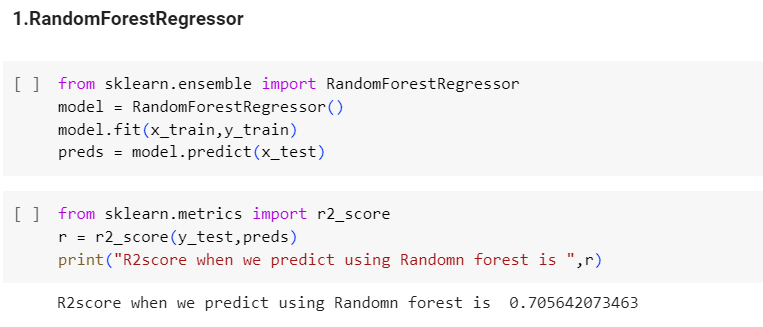 1.RandomForestRegressor
[ ] from sklearn.ensemble import RandomForestRegressor
model = RandomForestRegressor()
model.fit(x_train,y_train)
preds = model.predict(x_test)
[ ] from sklearn.metrics import r2_score
r = r2_score(y_test,preds)
print("R2score when we predict using Randomn forest is ",r)
R2score when we predict using Randomn forest is  0.705642073463